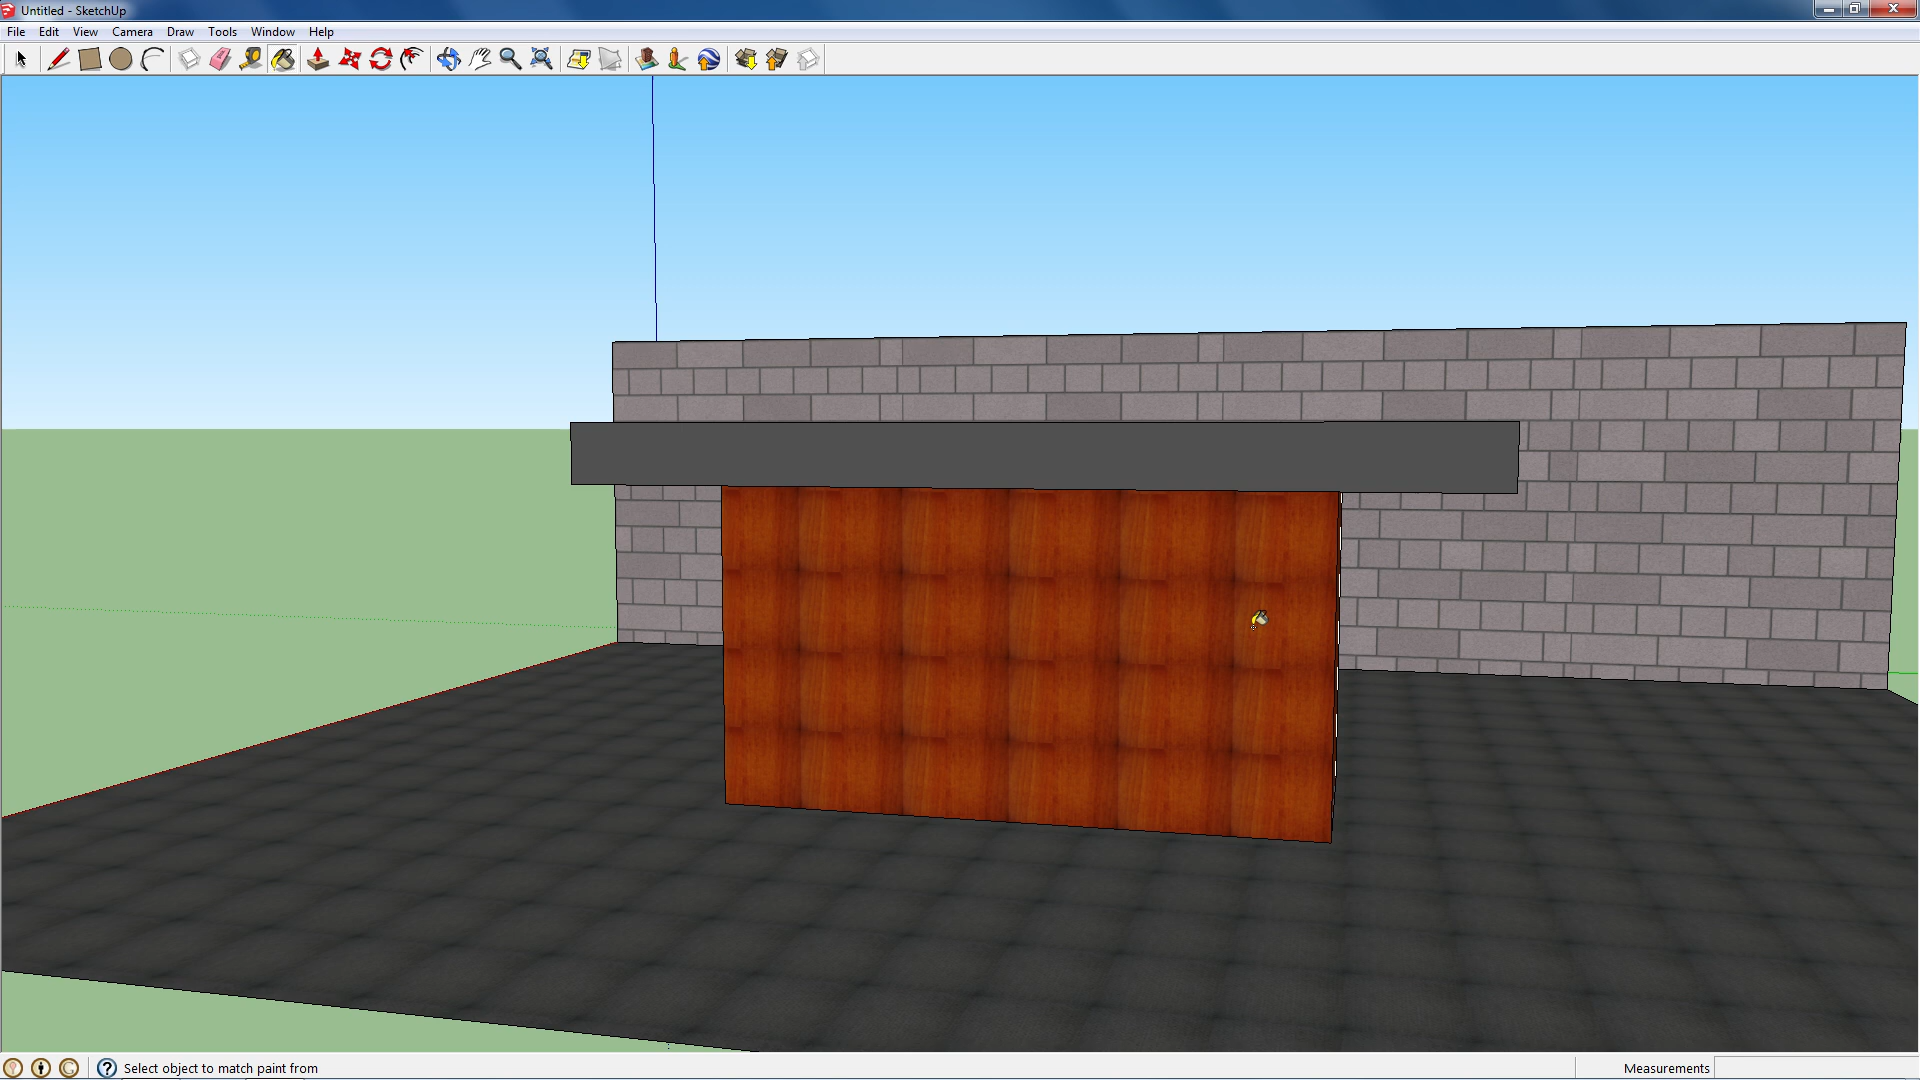 Untitled - SketchUp
File Edit View Camera Draw Tools Window Help
Select object to match paint from
Measurements